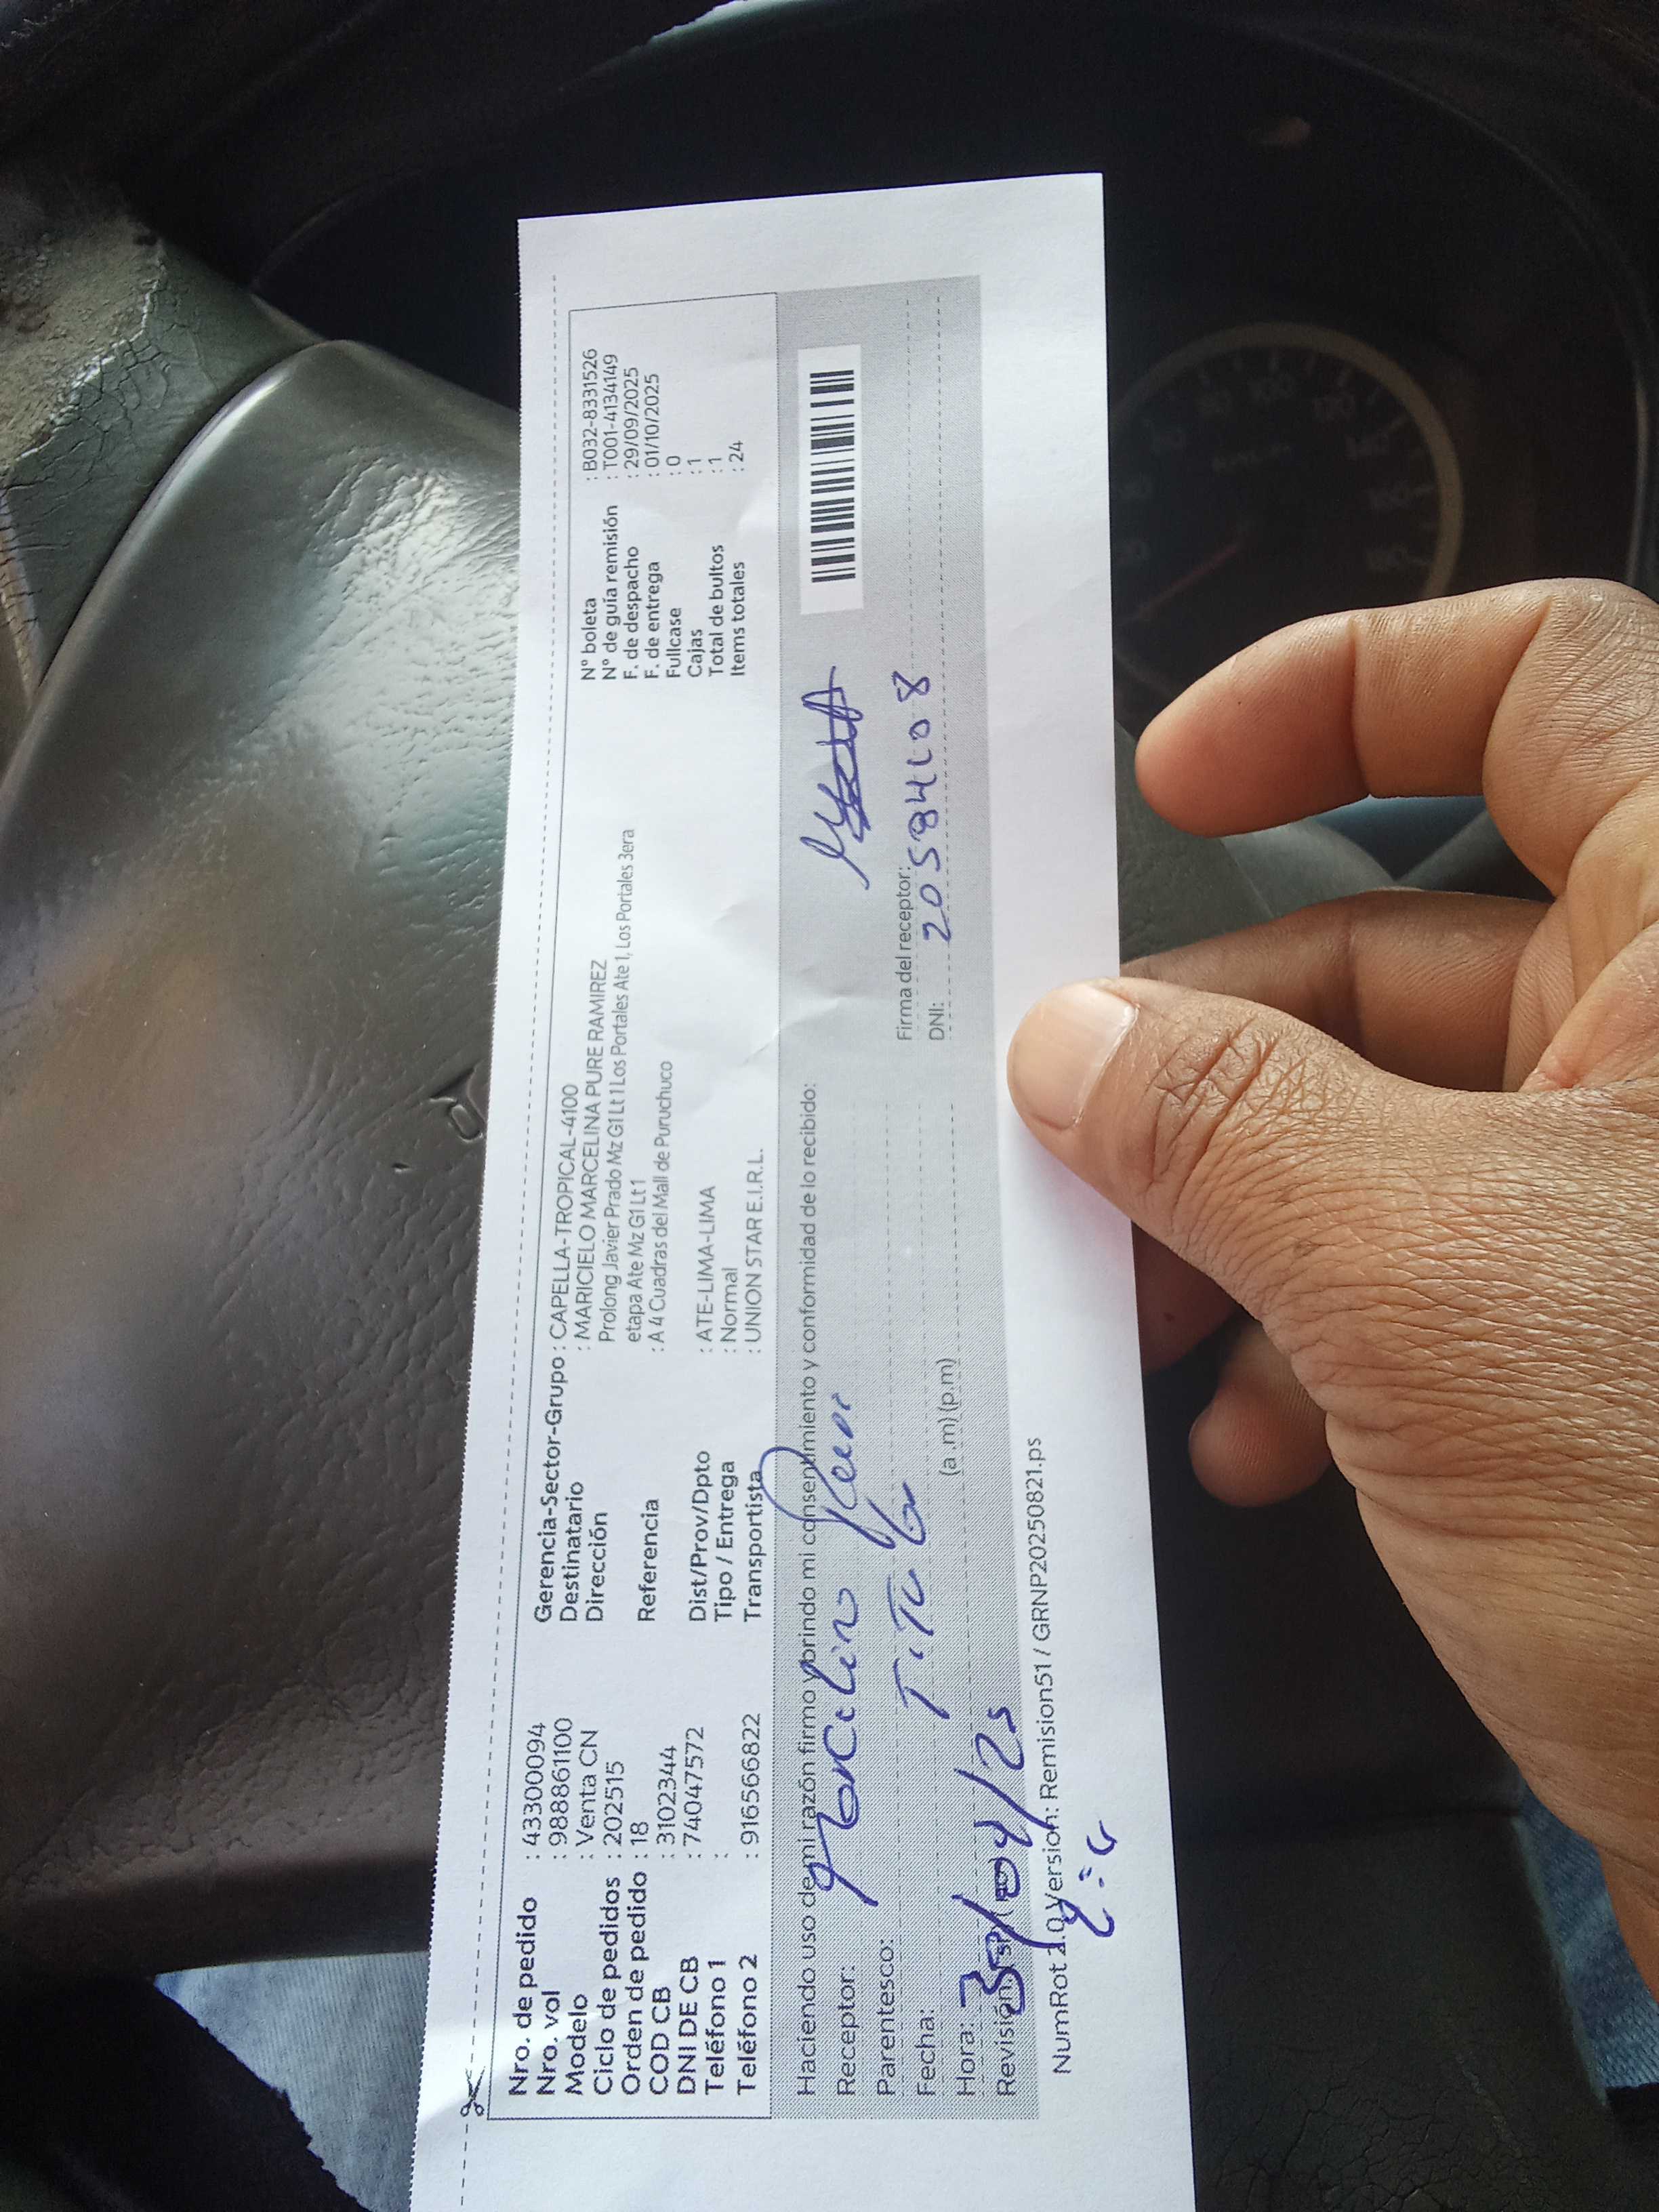 Nro. de pedido : 43300094
Nro. vol : 988861100
Modelo : Venta CN
Ciclo de pedidos : 202515
Orden de pedido : 18
COD CB : 3102344
DNI DE CB : 74047572
Teléfono 1 :
Teléfono 2 : 916566822
Gerencia-Sector-Grupo : CAPELLA-TROPICAL-4100
Destinatario : MARICIELO MARCELINA PURE RAMIREZ
Dirección Prolong Javier Prado Mz G1 Lt 1 Los Portales Ate 1, Los Portales 3era
etapa Ate Mz G1 Lt 1
Referencia : A 4 Cuadras del Mall de Puruchuco
Dist/Prov/Dpto : ATE-LIMA-LIMA
Tipo / Entrega : Normal
Transportista : UNION STAR E.I.R.L.
N° boleta : B032-8331526
N° de guía remisión : T001-4134149
F. de despacho : 29/09/2025
F. de entrega : 01/10/2025
Fullcase : 0
Cajas : 1
Total de bultos : 1
Items totales : 24
Haciendo uso de mi razón firmo y brindo mi consentimiento y conformidad de lo recibido:
Receptor: Marcelino
Parentesco: Titu
Fecha:
Hora: (a.m) (p.m)
Firma del receptor:
DNI:
Revisión
NumRot 2.0 Version: Remision51 / GRNP20250821.ps